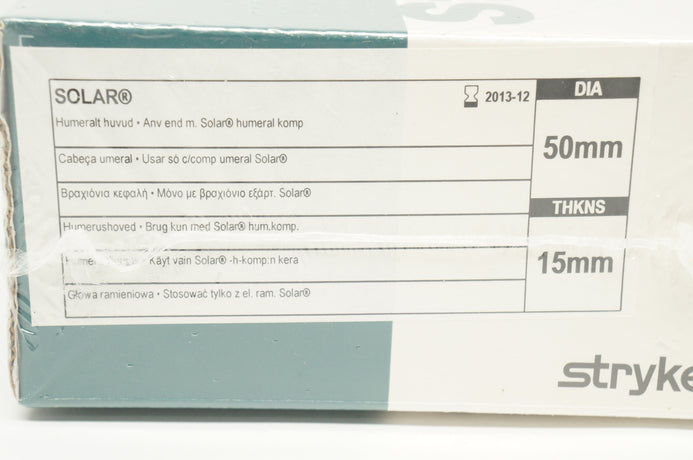 SOLAR®
2013-12
Humeralt huvud • Anv end m. Solar® humeral komp
Cabeça umeral • Usar só c/comp umeral Solar®
Βραχιόνια κεφαλή • Μόνο με βραχιόνιο εξάρτ. Solar®
Humerushoved • Brug kun med Solar® hum.komp.
• Käyt vain Solar® -h-komp:n kera
Głowa ramieniowa • Stosować tylko z el. ram. Solar®
DIA
50mm
THKNS
15mm
stryke